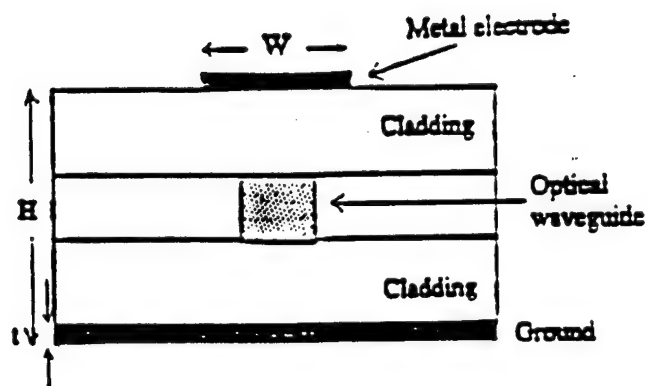 W
Metal electrode
Cladding
H
Optical
waveguide
Cladding
t
Ground